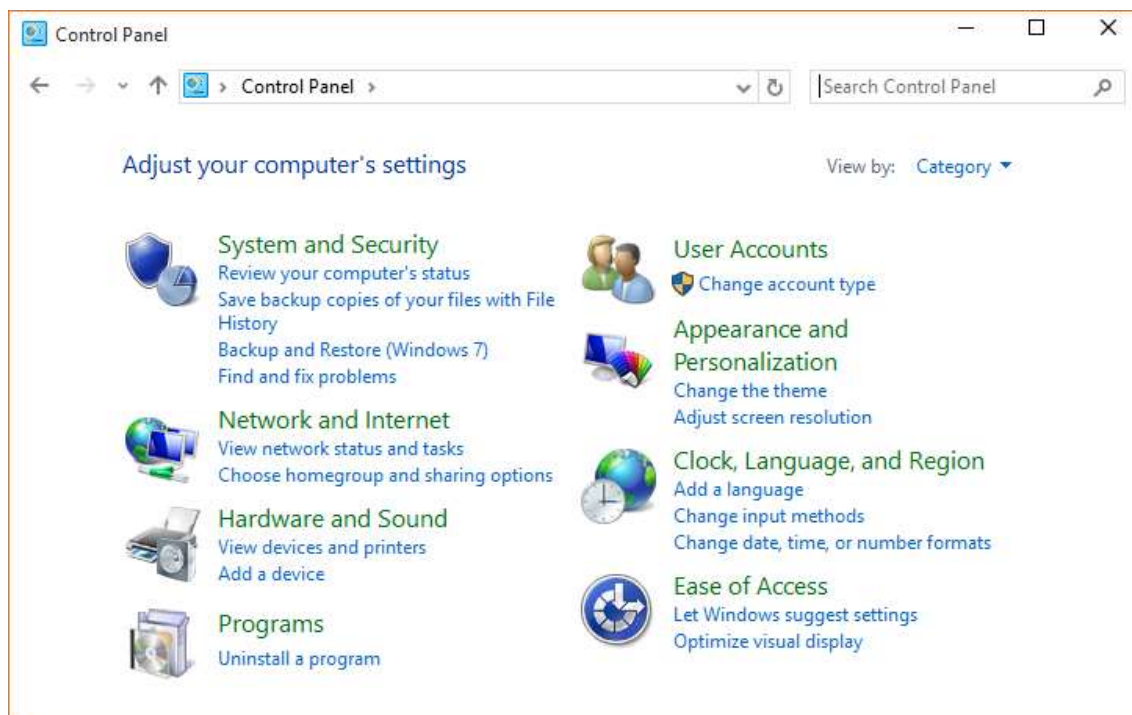 Control Panel
Control Panel
Search Control Panel
Adjust your computer's settings
View by: Category
System and Security
Review your computer's status
Save backup copies of your files with File
History
Backup and Restore (Windows 7)
Find and fix problems
Network and Internet
View network status and tasks
Choose homegroup and sharing options
Hardware and Sound
View devices and printers
Add a device
Programs
Uninstall a program
User Accounts
Change account type
Appearance and
Personalization
Change the theme
Adjust screen resolution
Clock, Language, and Region
Add a language
Change input methods
Change date, time, or number formats
Ease of Access
Let Windows suggest settings
Optimize visual display